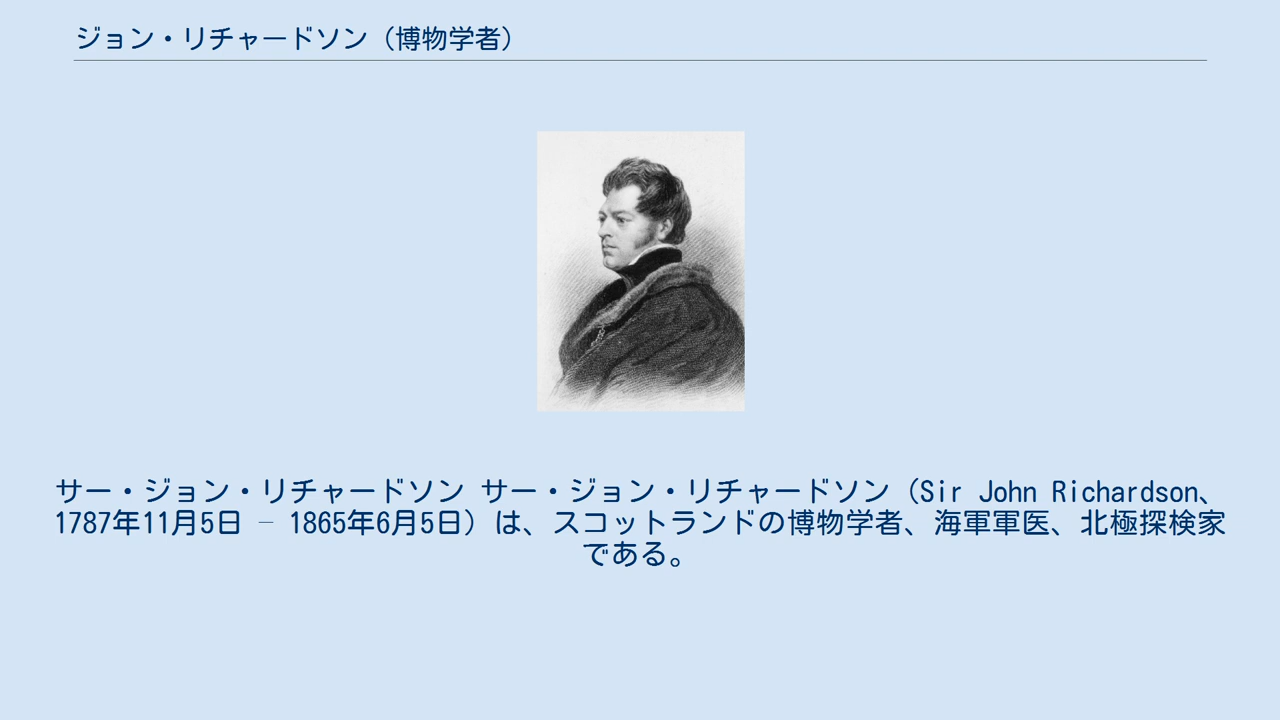 ジョン・リチャードソン（博物学者）
サー・ジョン・リチャードソン サー・ジョン・リチャードソン（Sir John Richardson、
1787年11月5日 – 1865年6月5日）は、スコットランドの博物学者、海軍軍医、北極探検家
である。